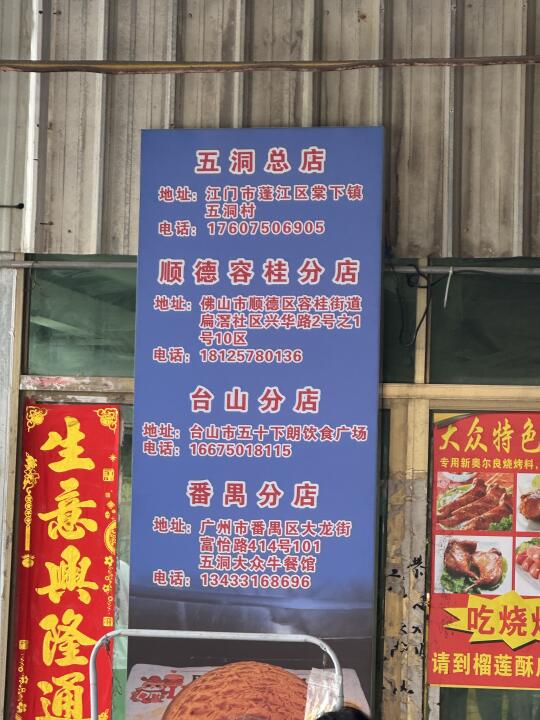 五洞总店
地址：江门市蓬江区棠下镇
五洞村
电话：17607506905
顺德容桂分店
地址：佛山市顺德区容桂街道
扁滘社区兴华路2号之1
号10区
电话：18125780136
台山分店
地址：台山市五十下朗饮食广场
电话：16675018115
番禺分店
地址：广州市番禺区大龙街
富怡路414号101
五洞大众牛餐馆
电话：13433168696
生意興隆通
大众特色
专用新奥尔良烧烤料，
吃烧烤
请到榴莲酥店